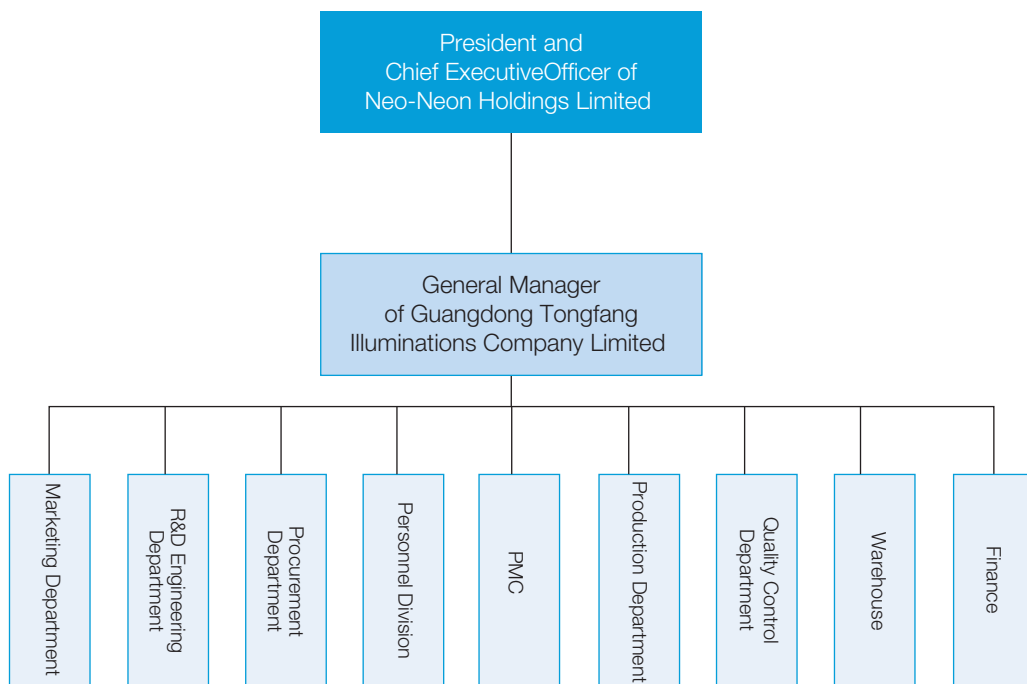 President and
Chief ExecutiveOfficer of
Neo-Neon Holdings Limited
General Manager
of Guangdong Tongfang
Illuminations Company Limited
Marketing Department
R&D Engineering
Department
Procurement
Department
Personnel Division
PMC
Production Department
Quality Control
Department
Warehouse
Finance